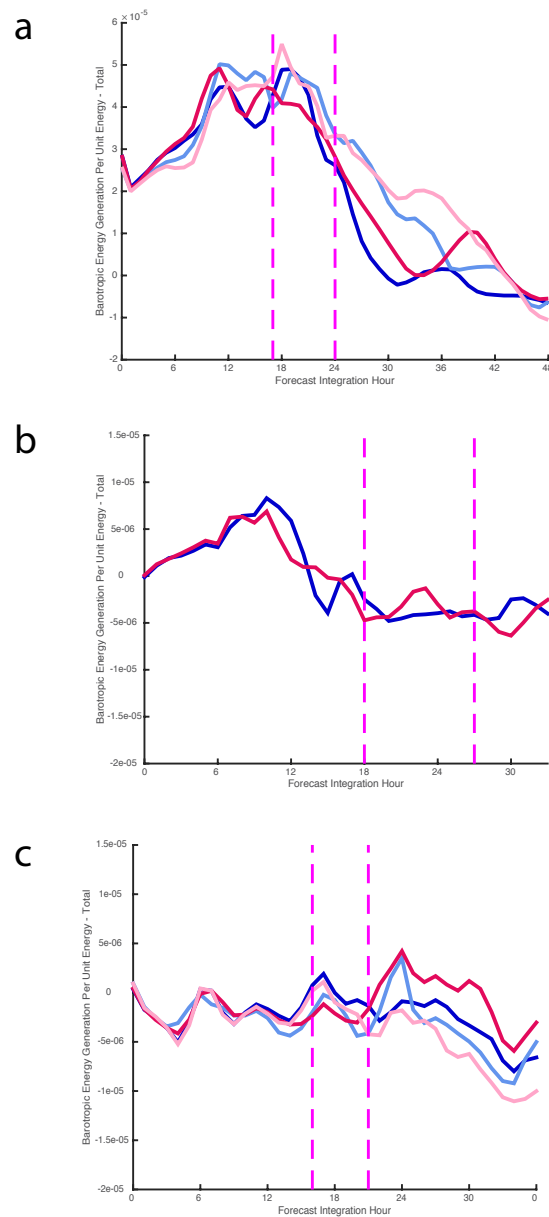 a
×10⁻⁵
Barotropic Energy Generation Per Unit Energy - Total
6
5
4
3
2
1
0
-1
-2
0 6 12 18 24 30 36 42 48
Forecast Integration Hour
b
Barotropic Energy Generation Per Unit Energy - Total
1.5e-05
1e-05
5e-06
0
-5e-06
-1e-05
-1.5e-05
-2e-05
0 6 12 18 24 30
Forecast Integration Hour
c
Barotropic Energy Generation Per Unit Energy - Total
1.5e-05
1e-05
5e-06
0
-5e-06
-1e-05
-1.5e-05
-2e-05
0 6 12 18 24 30 0
Forecast Integration Hour